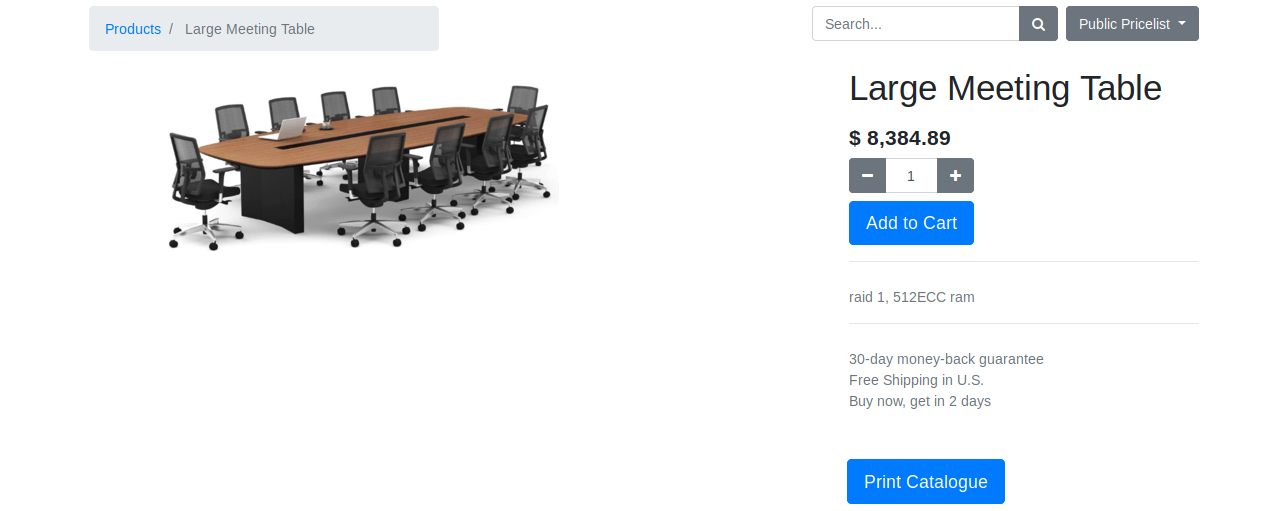 Products / Large Meeting Table
Search...
Public Pricelist
Large Meeting Table
$ 8,384.89
1
Add to Cart
raid 1, 512ECC ram
30-day money-back guarantee
Free Shipping in U.S.
Buy now, get in 2 days
Print Catalogue